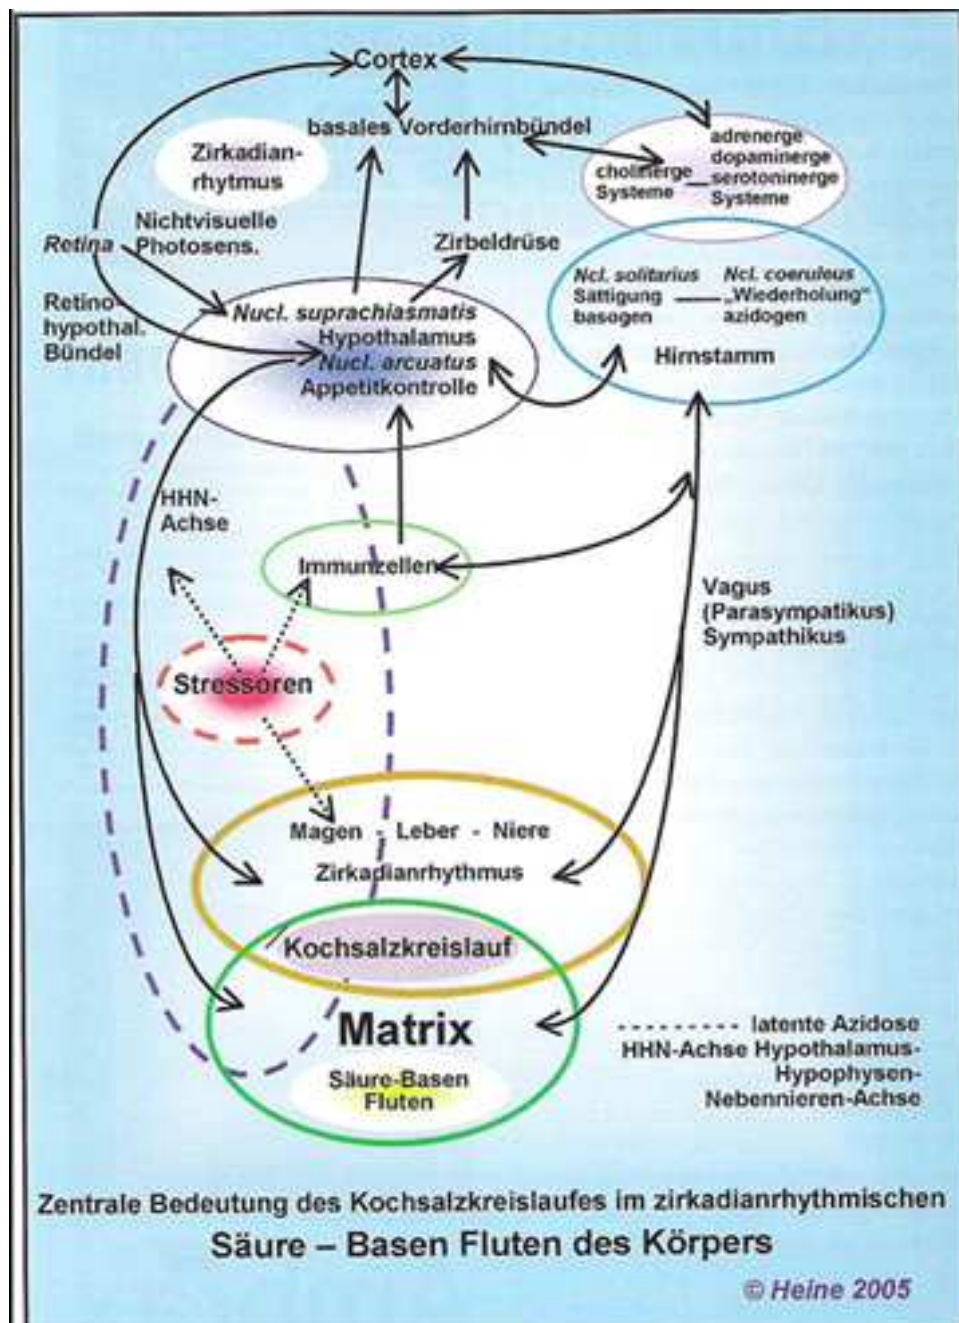 Cortex
basales Vorderhirnbündel
adrenerge
dopaminerge
serotoninerge
Systeme
cholinerge
Systeme
Zirkadian-
rhytmus
Nichtvisuelle
Photosens.
Retina
Zirbeldrüse
Retino-
hypothal.
Bündel
Nucl. suprachiasmatis
Hypothalamus
Nucl. arcuatus
Appetitkontrolle
Ncl. solitarius
Sättigung
basogen
Ncl. coeruleus
„Wiederholung“
azidogen
Hirnstamm
HHN-
Achse
Immunzellen
Vagus
(Parasympatikus)
Sympathikus
Stressoren
Magen - Leber - Niere
Zirkadianrhythmus
Kochsalzkreislauf
Matrix
Säure-Basen
Fluten
latente Azidose
HHN-Achse Hypothalamus-
Hypophysen-
Nebennieren-Achse
Zentrale Bedeutung des Kochsalzkreislaufes im zirkadianrhythmischen
Säure – Basen Fluten des Körpers
© Heine 2005